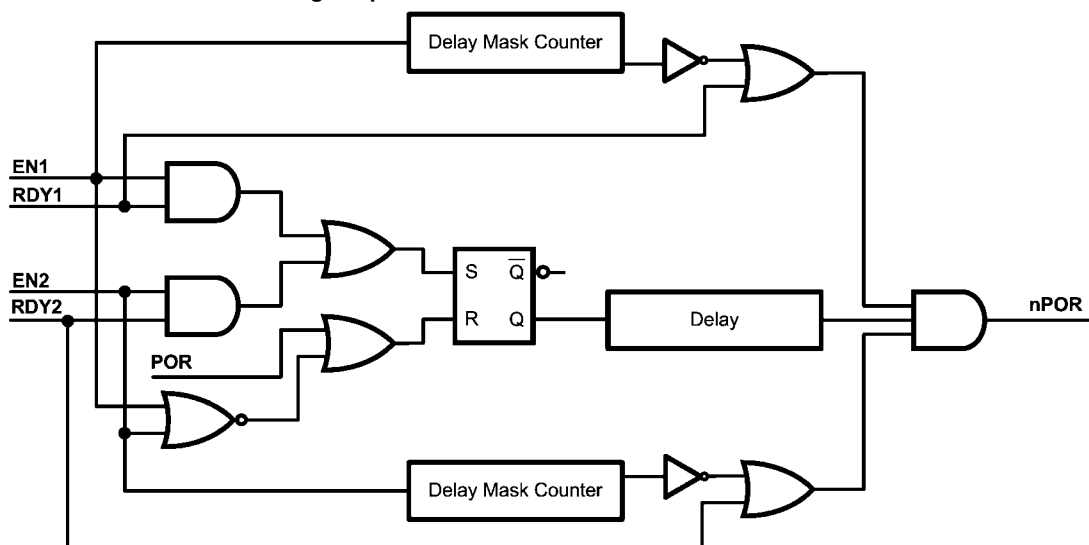 Delay Mask Counter
EN1
RDY1
EN2
RDY2
S Q̅
R Q
Delay
nPOR
POR
Delay Mask Counter